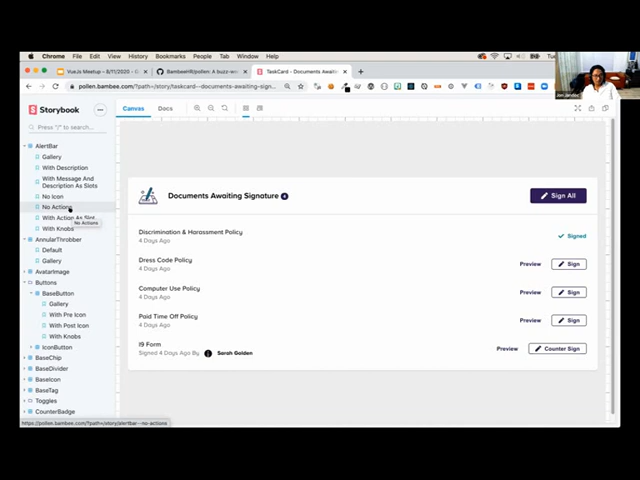 Chrome File Edit View History Bookmarks People Tab Window Help
VueJs Meetup – 8/11/2020 – G
BambeeHR/pollen: A buzz-wo
TaskCard - Documents Awaiti
pollen.bambee.com/?path=/story/taskcard--documents-awaiting-sign...
Storybook
Canvas Docs
Press "/" to search...
AlertBar
Gallery
With Description
With Message And Description As Slots
No Icon
No Actions
With Action As Slot
No Actions
With Knobs
AnnularThrobber
Default
Gallery
AvatarImage
Buttons
BaseButton
Gallery
With Pre Icon
With Post Icon
With Knobs
IconButton
BaseChip
BaseDivider
BaseIcon
BaseTag
Toggles
CounterBadge
https://pollen.bambee.com/?path=/story/alertbar--no-actions
Documents Awaiting Signature 4
Sign All
Discrimination & Harassment Policy
4 Days Ago
Signed
Dress Code Policy
4 Days Ago
Preview Sign
Computer Use Policy
4 Days Ago
Preview Sign
Paid Time Off Policy
4 Days Ago
Preview Sign
I9 Form
Signed 4 Days Ago By Sarah Golden
Preview Counter Sign